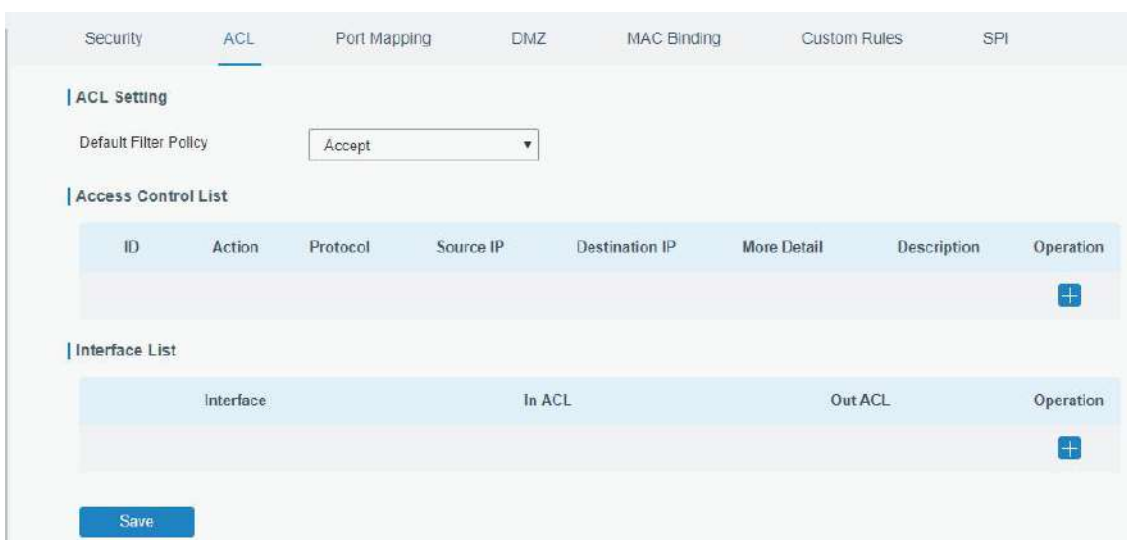 Security ACL Port Mapping DMZ MAC Binding Custom Rules SPI
ACL Setting
Default Filter Policy Accept
Access Control List
ID Action Protocol Source IP Destination IP More Detail Description Operation
Interface List
Interface In ACL Out ACL Operation
Save